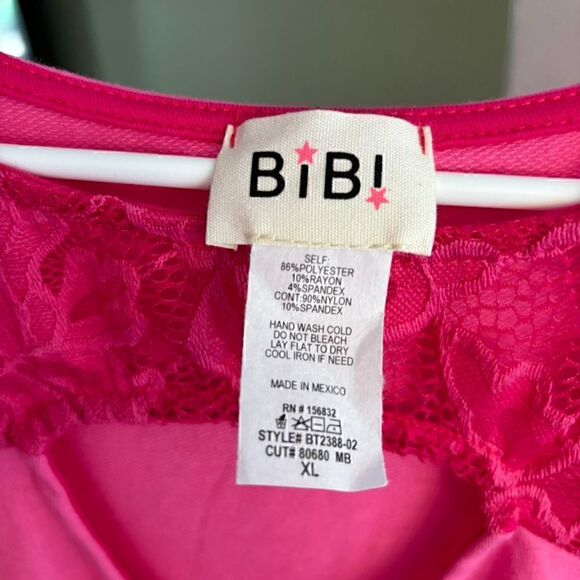 BiBi
SELF:
86%POLYESTER
10%RAYON
4%SPANDEX
CONT:90%NYLON
10%SPANDEX
HAND WASH COLD
DO NOT BLEACH
LAY FLAT TO DRY
COOL IRON IF NEED
MADE IN MEXICO
RN # 156832
STYLE# BT2388-02
CUT# 80680 MB
XL